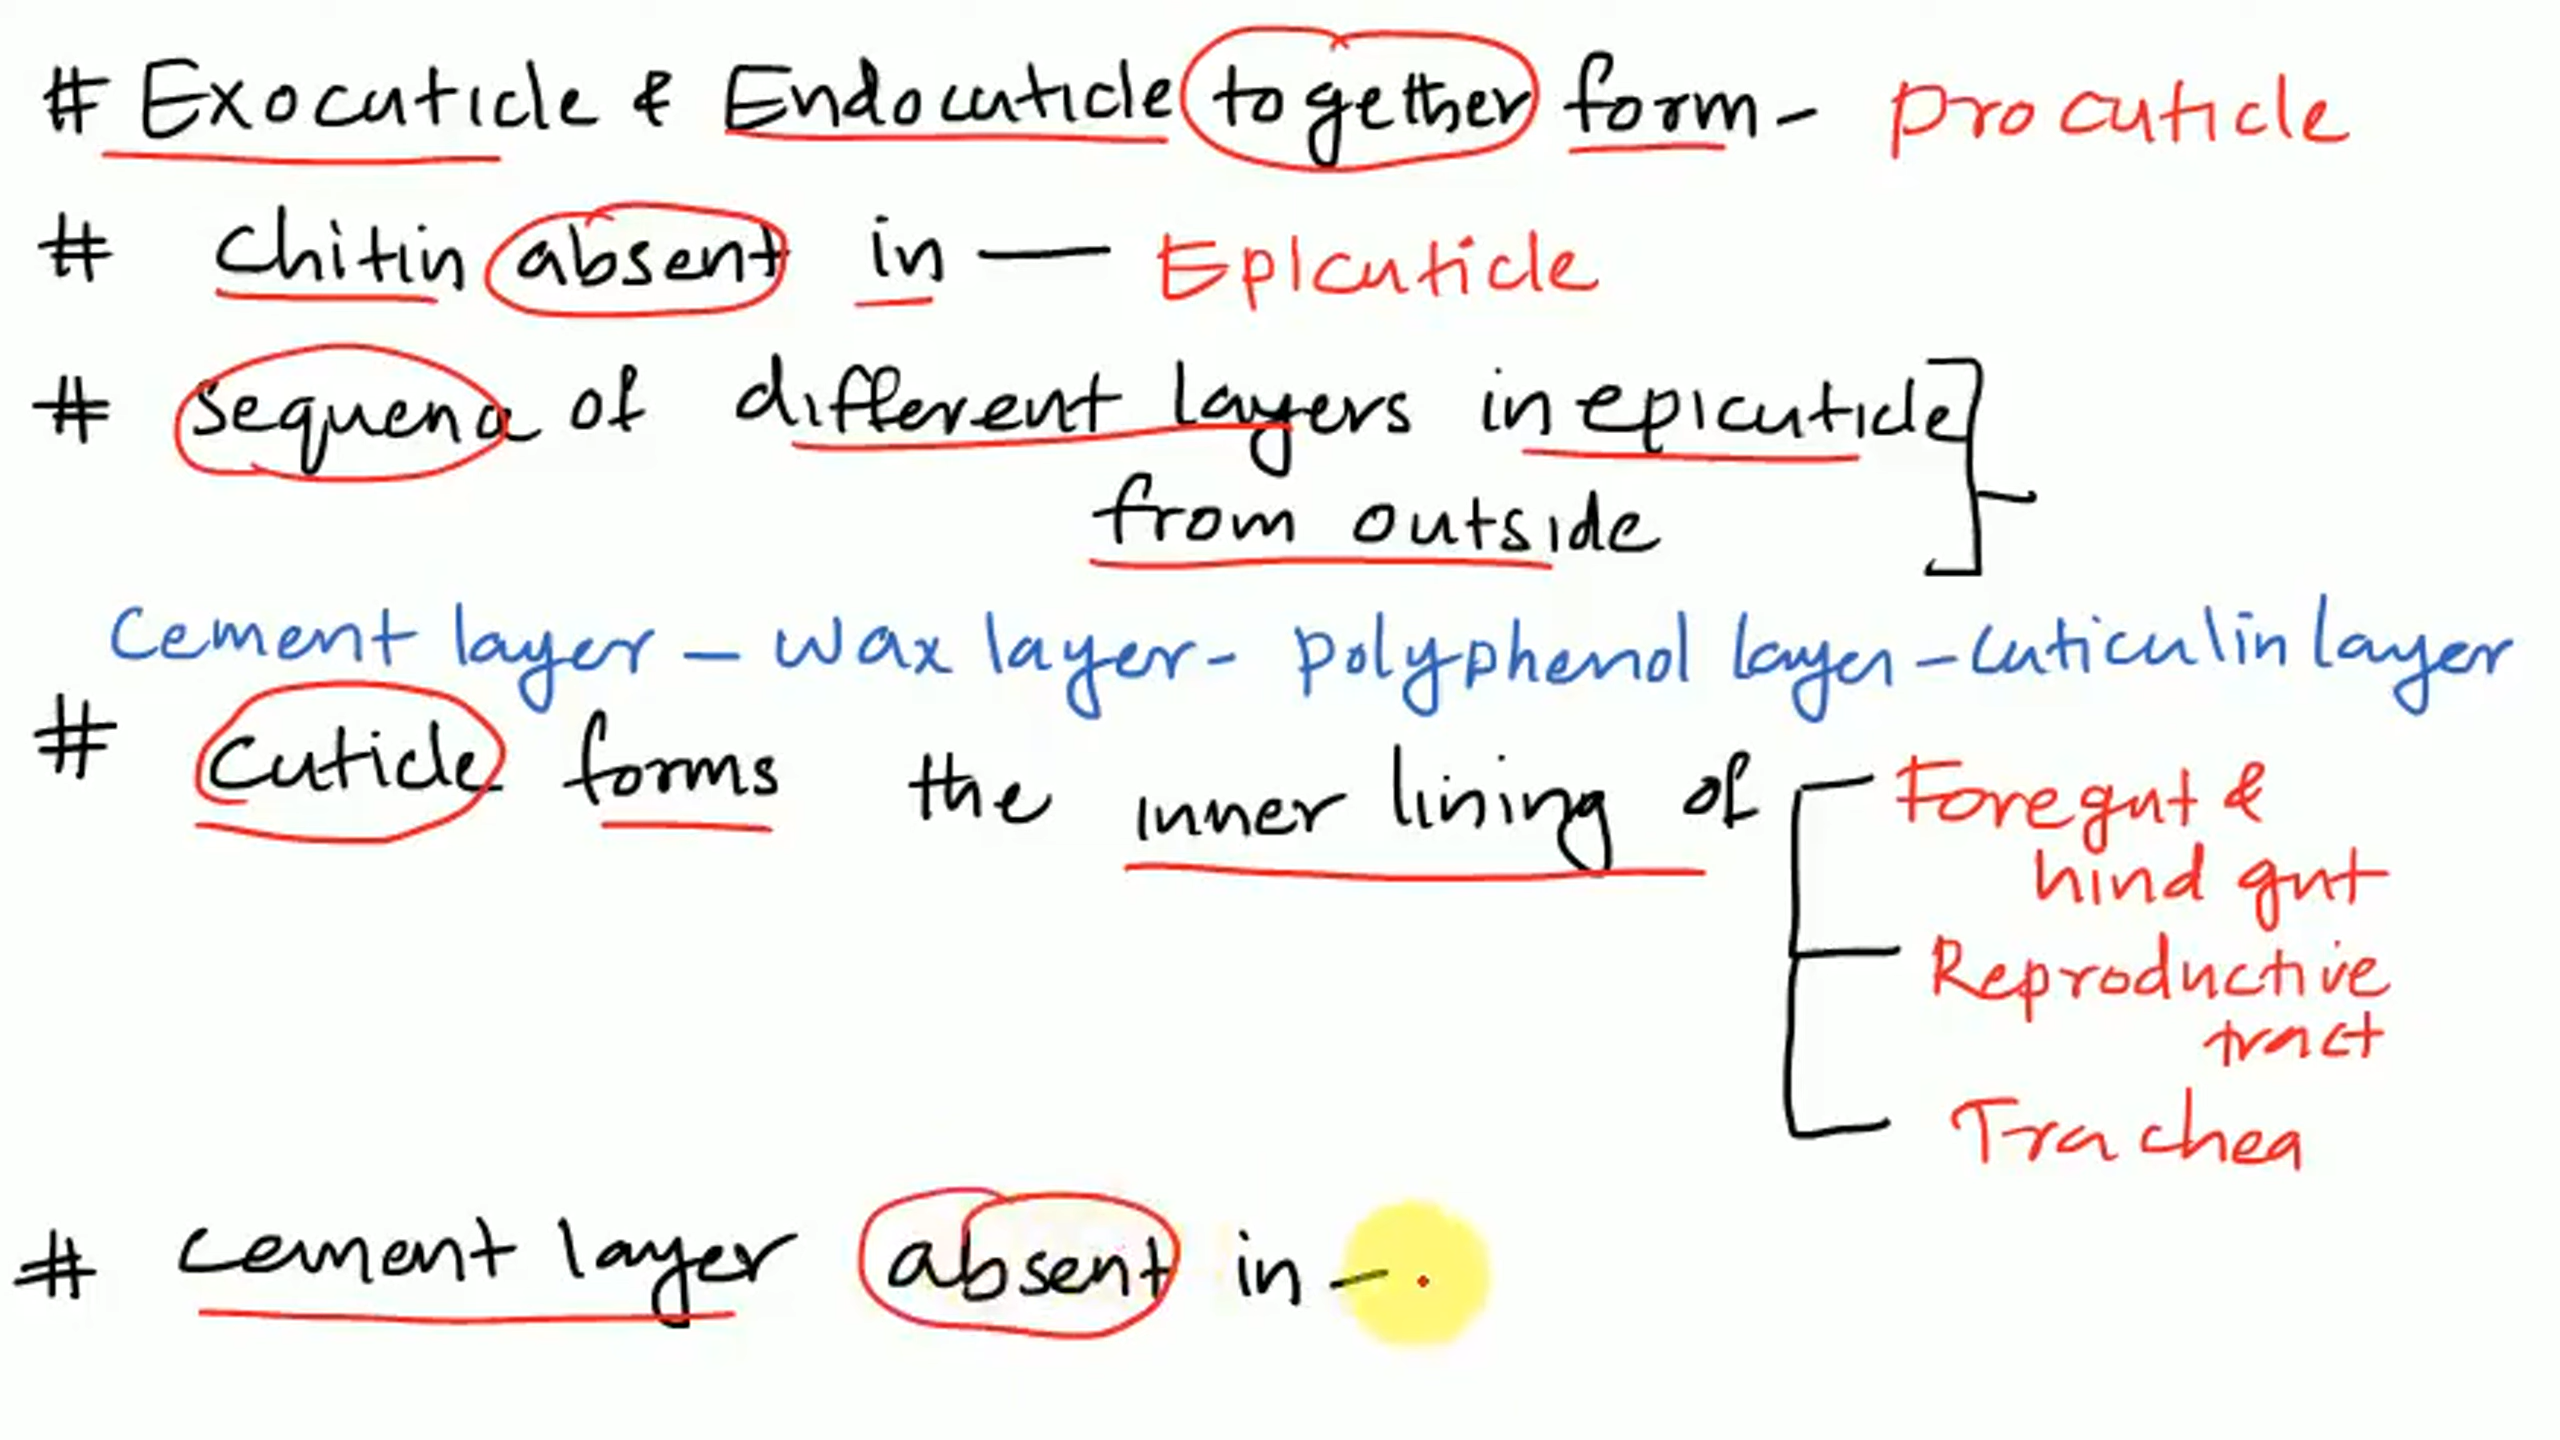 # Exocuticle & Endocuticle together form - procuticle
# Chitin absent in — Epicuticle
# Sequence of different layers in epicuticle
from outside
Cement layer - wax layer - polyphenol layer - cuticulin layer
# Cuticle forms the inner lining of Foregut &
hind gut
Reproductive
tract
Trachea
# cement layer absent in -